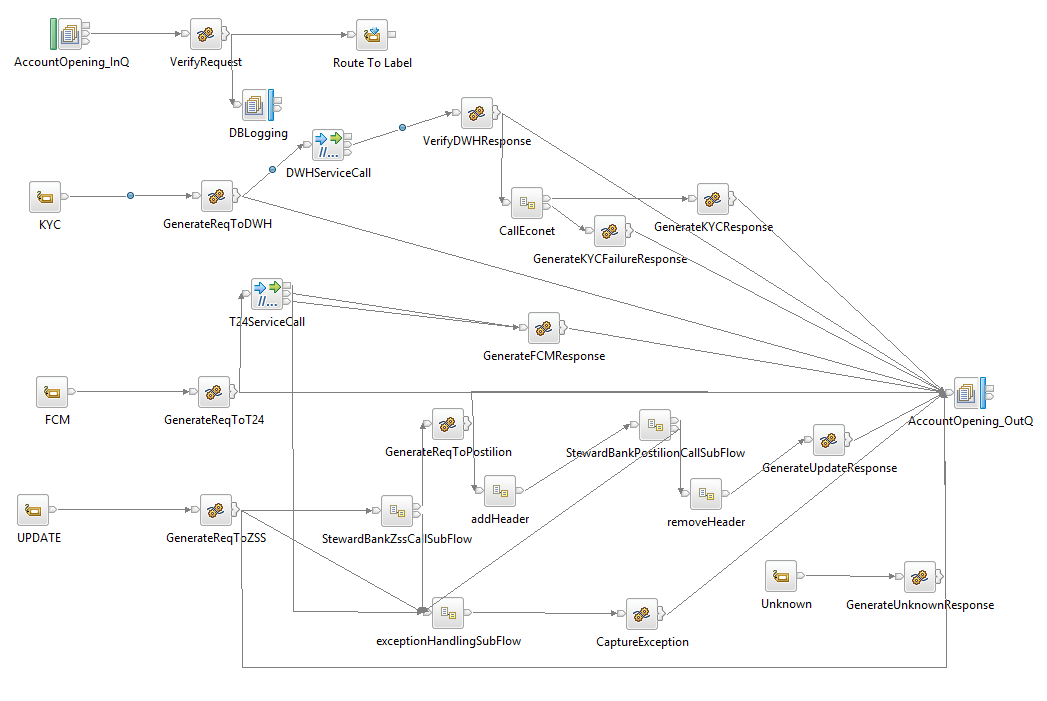 AccountOpening_InQ
VerifyRequest
Route To Label
DBLogging
VerifyDWHResponse
DWHServiceCall
KYC
GenerateReqToDWH
CallEconet
GenerateKYCResponse
GenerateKYCFailureResponse
T24ServiceCall
GenerateFCMResponse
FCM
GenerateReqToT24
AccountOpening_OutQ
GenerateReqToPostilion
StewardBankPostilionCallSubFlow
GenerateUpdateResponse
addHeader
removeHeader
UPDATE
GenerateReqToZSS
StewardBankZssCallSubFlow
Unknown
GenerateUnknownResponse
exceptionHandlingSubFlow
CaptureException